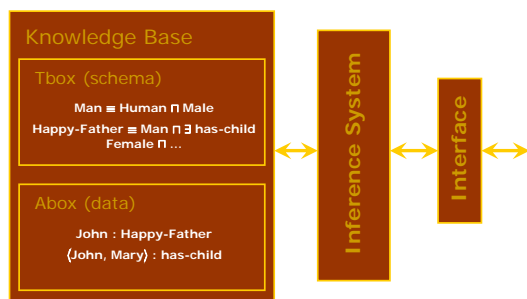 Knowledge Base
Tbox (schema)
Man ≡ Human ⊓ Male
Happy-Father ≡ Man ⊓ ∃ has-child
Female ⊓ ...
Abox (data)
John : Happy-Father
⟨John, Mary⟩ : has-child
Inference System
Interface